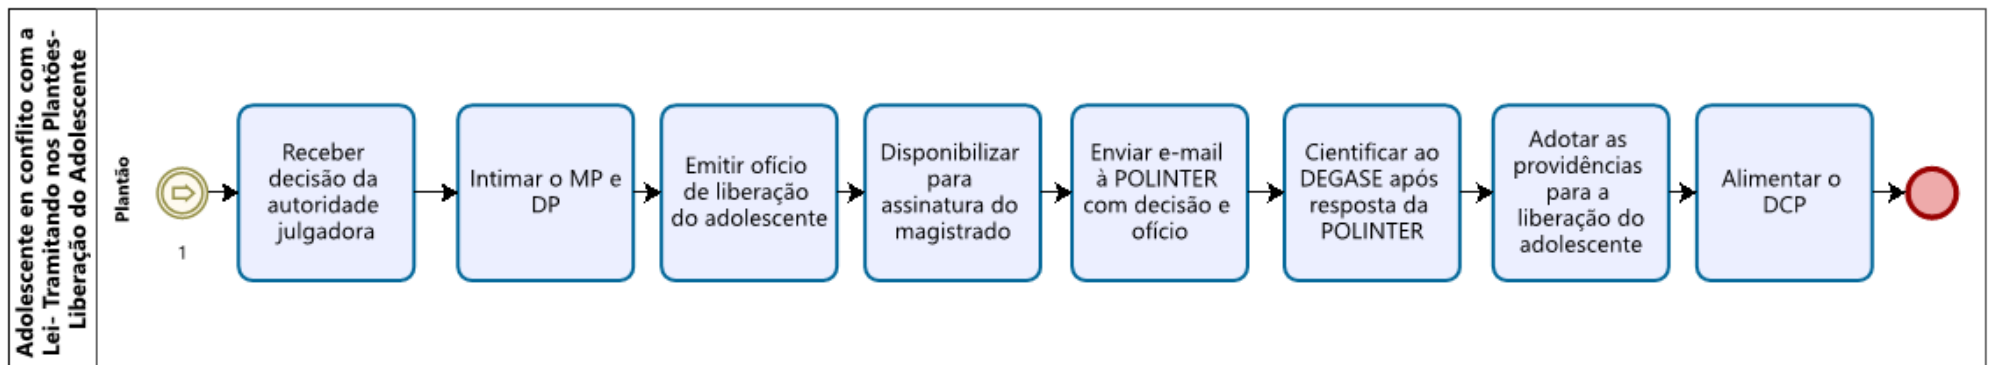 Adolescente en conflito com a
Lei- Tramitando nos Plantões-
Liberação do Adolescente
Plantão
1
Receber
decisão da
autoridade
julgadora
Intimar o MP e
DP
Emitir ofício
de liberação
do adolescente
Disponibilizar
para
assinatura do
magistrado
Enviar e-mail
à POLINTER
com decisão e
ofício
Cientificar ao
DEGASE após
resposta da
POLINTER
Adotar as
providências
para a
liberação do
adolescente
Alimentar o
DCP